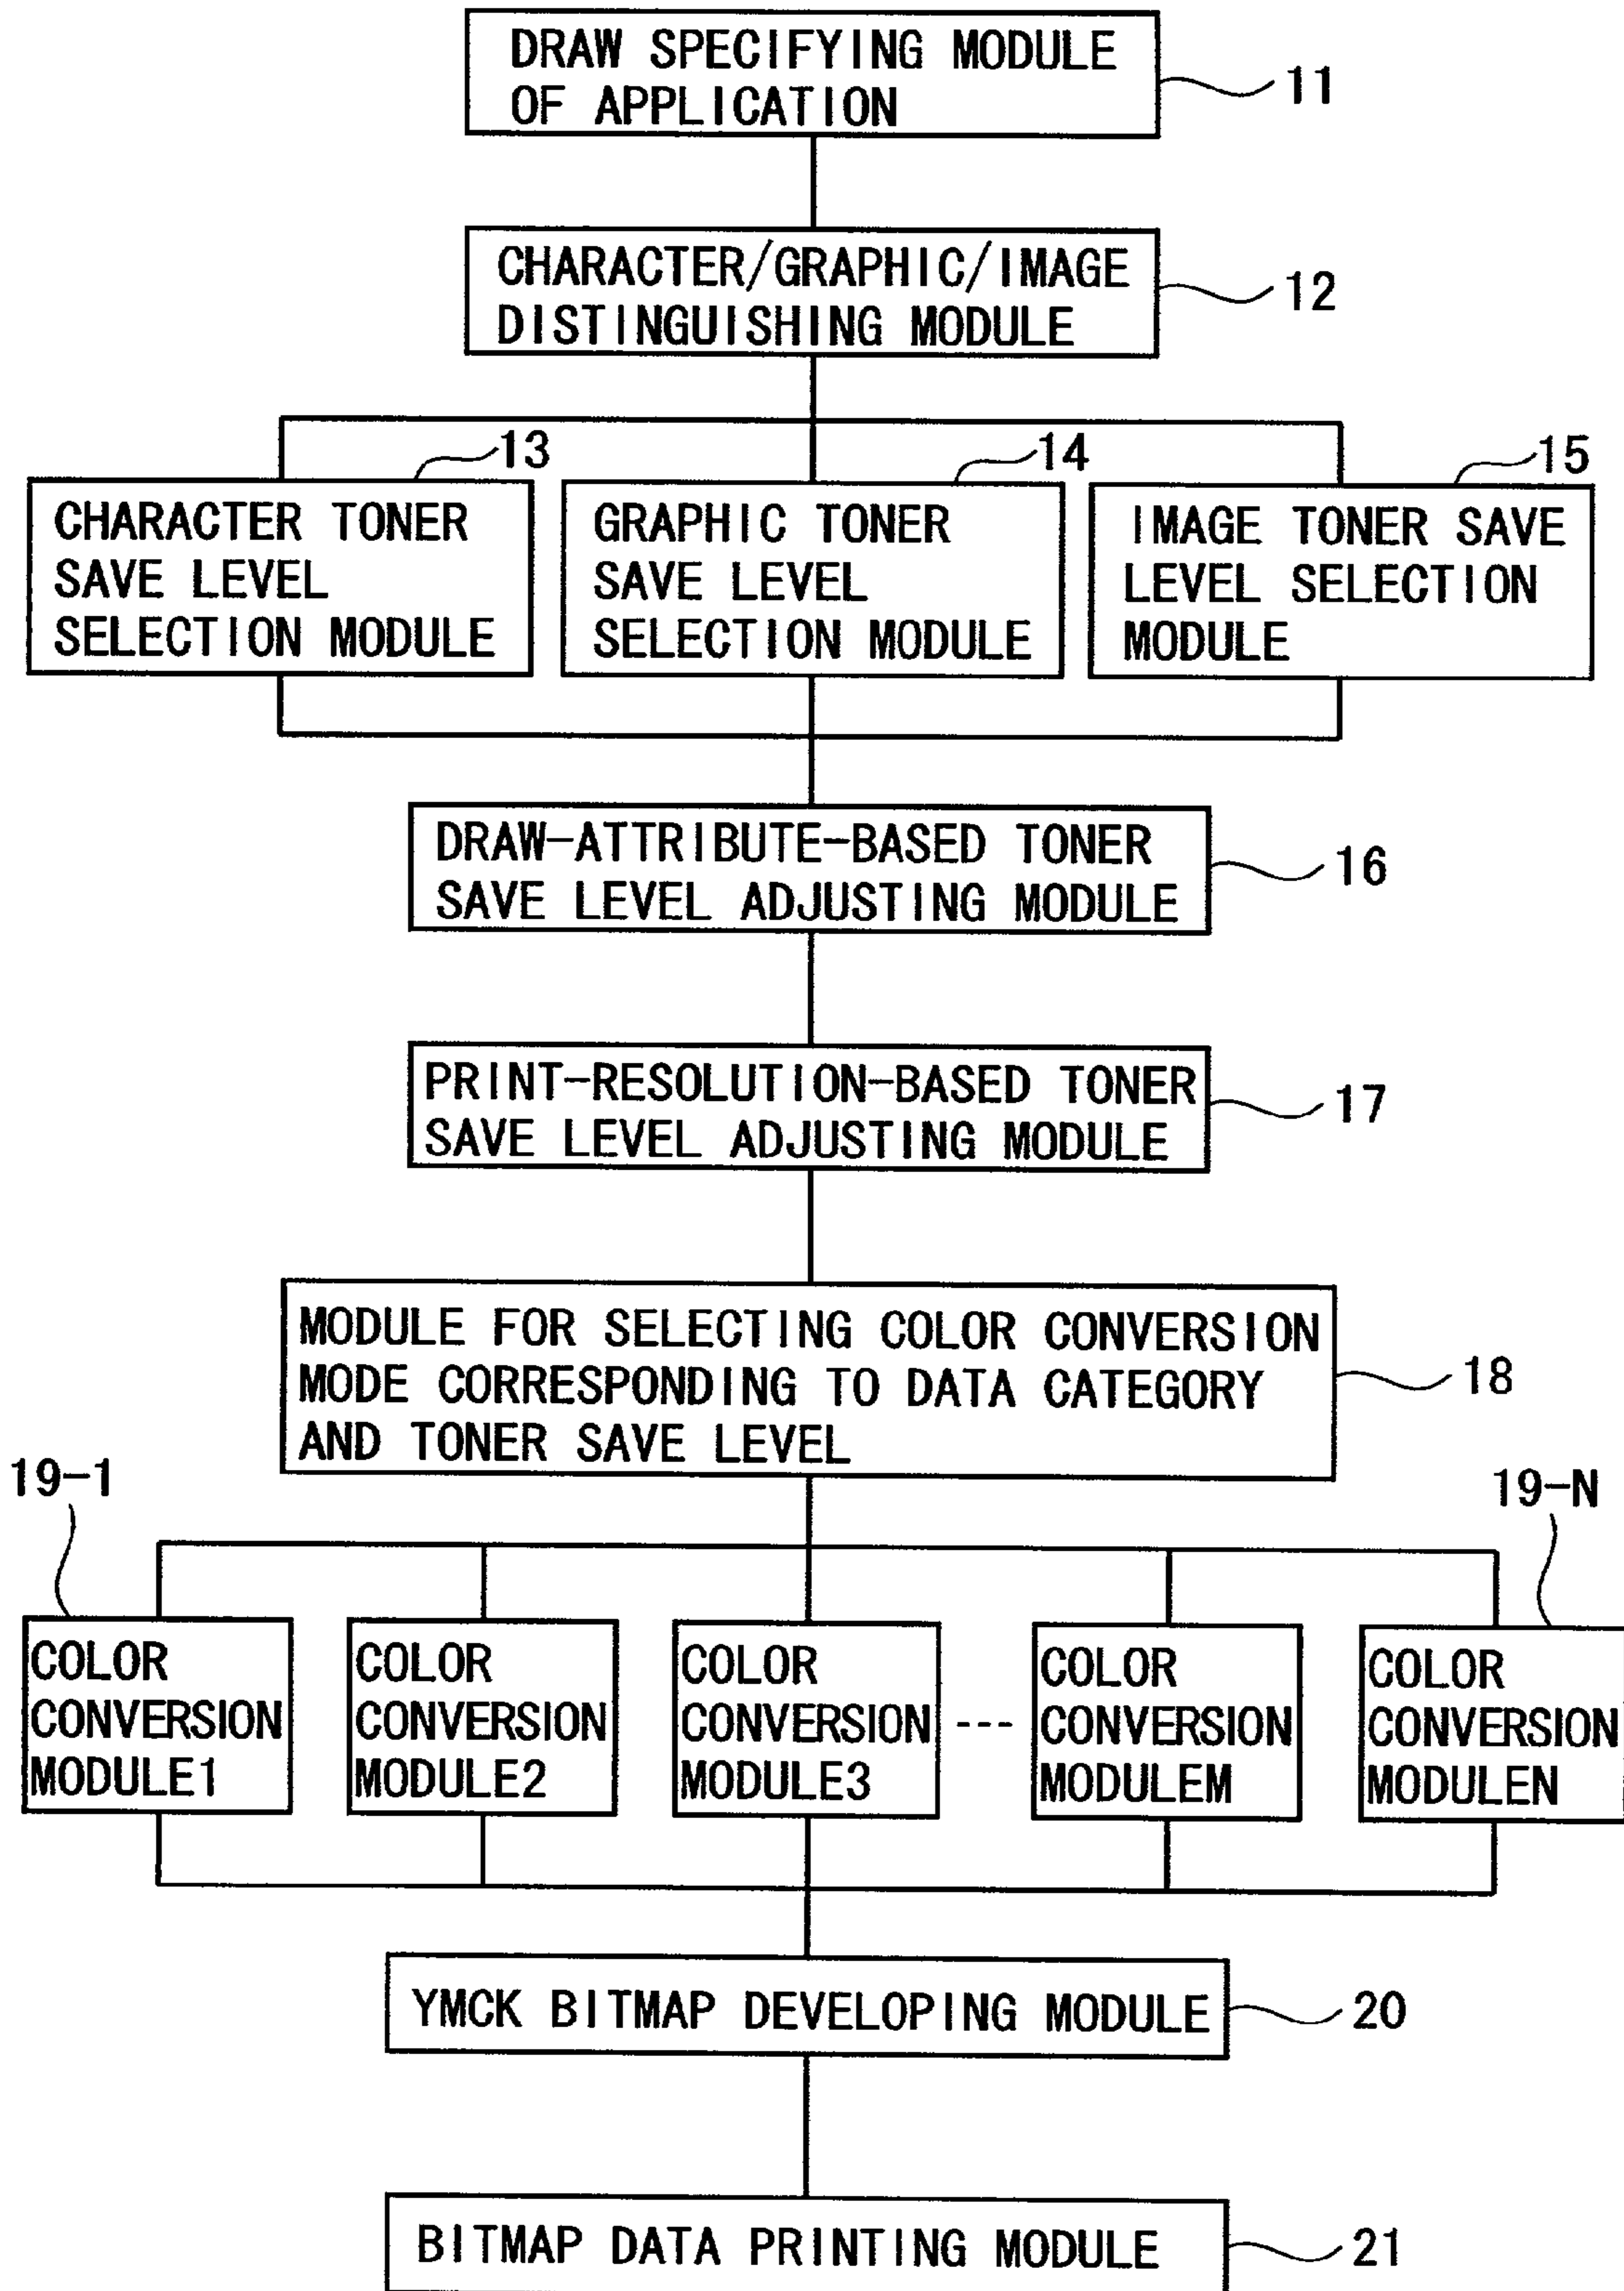 DRAW SPECIFYING MODULE
OF APPLICATION
11
CHARACTER/GRAPHIC/IMAGE
DISTINGUISHING MODULE
12
13
CHARACTER TONER
SAVE LEVEL
SELECTION MODULE
14
GRAPHIC TONER
SAVE LEVEL
SELECTION MODULE
15
IMAGE TONER SAVE
LEVEL SELECTION
MODULE
DRAW-ATTRIBUTE-BASED TONER
SAVE LEVEL ADJUSTING MODULE
16
PRINT-RESOLUTION-BASED TONER
SAVE LEVEL ADJUSTING MODULE
17
MODULE FOR SELECTING COLOR CONVERSION
MODE CORRESPONDING TO DATA CATEGORY
AND TONER SAVE LEVEL
18
19-1
COLOR
CONVERSION
MODULE1
COLOR
CONVERSION
MODULE2
COLOR
CONVERSION
MODULE3
---
COLOR
CONVERSION
MODULEM
19-N
COLOR
CONVERSION
MODULEN
YMCK BITMAP DEVELOPING MODULE
20
BITMAP DATA PRINTING MODULE
21